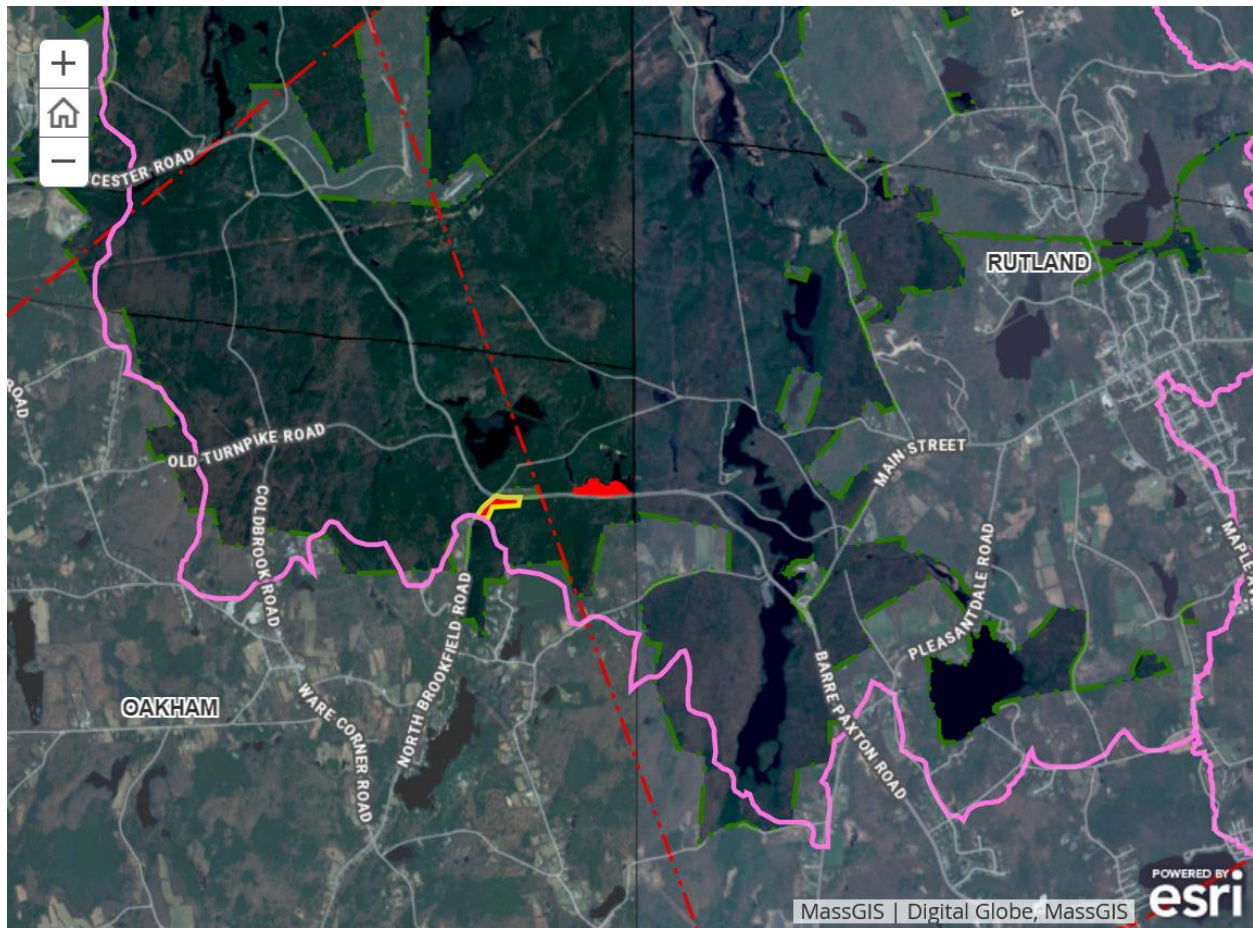 +
−
CESTER ROAD
RUTLAND
ROAD
OLD TURNPIKE ROAD
MAIN STREET
COLDBROOK ROAD
PLEASANTDALE ROAD
MAPLE
NORTH BROOKFIELD ROAD
BARRE PAXTON ROAD
WARE CORNER ROAD
OAKHAM
POWERED BY
esri
MassGIS | Digital Globe, MassGIS